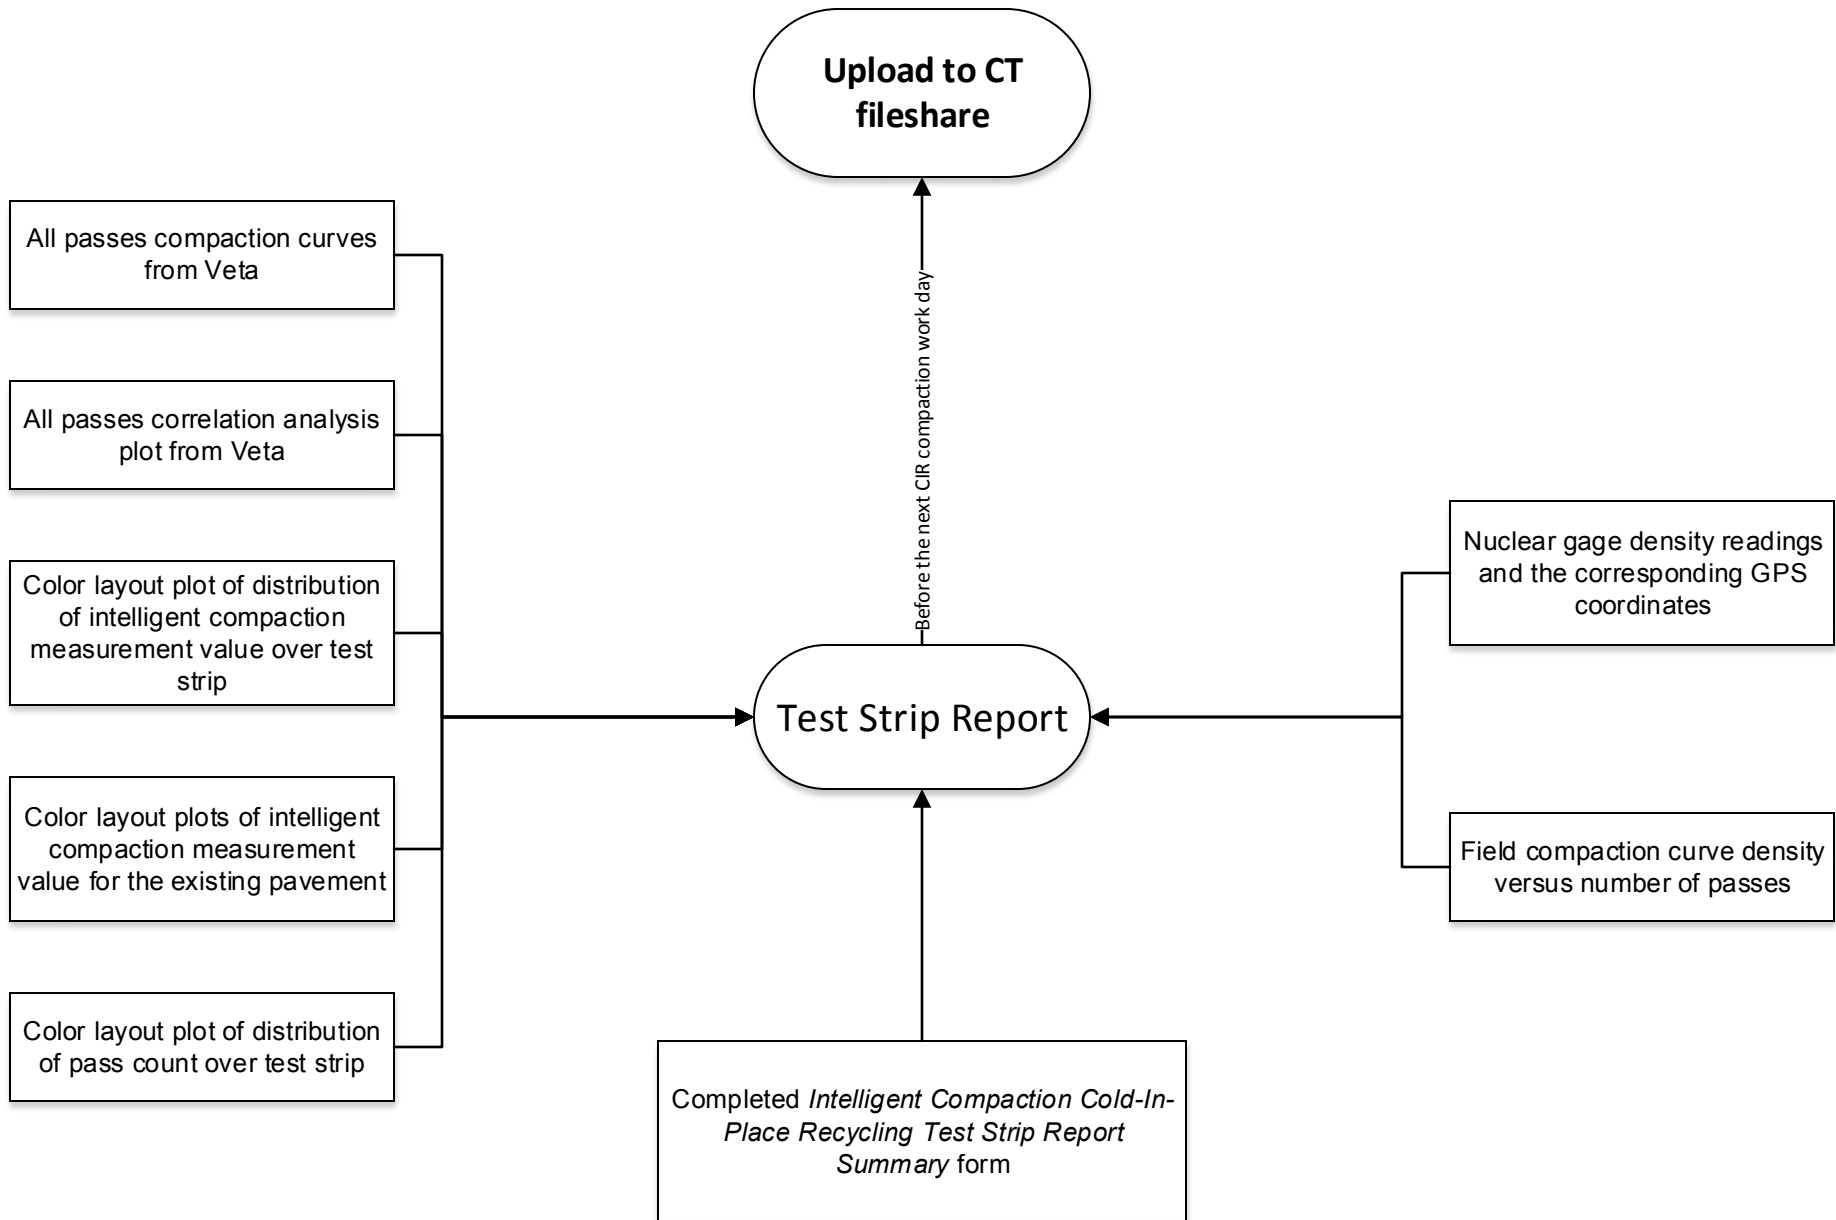 Upload to CT
fileshare
Before the next CIR compaction work day
All passes compaction curves
from Veta
All passes correlation analysis
plot from Veta
Color layout plot of distribution
of intelligent compaction
measurement value over test
strip
Color layout plots of intelligent
compaction measurement
value for the existing pavement
Color layout plot of distribution
of pass count over test strip
Test Strip Report
Nuclear gage density readings
and the corresponding GPS
coordinates
Field compaction curve density
versus number of passes
Completed Intelligent Compaction Cold-In-
Place Recycling Test Strip Report
Summary form